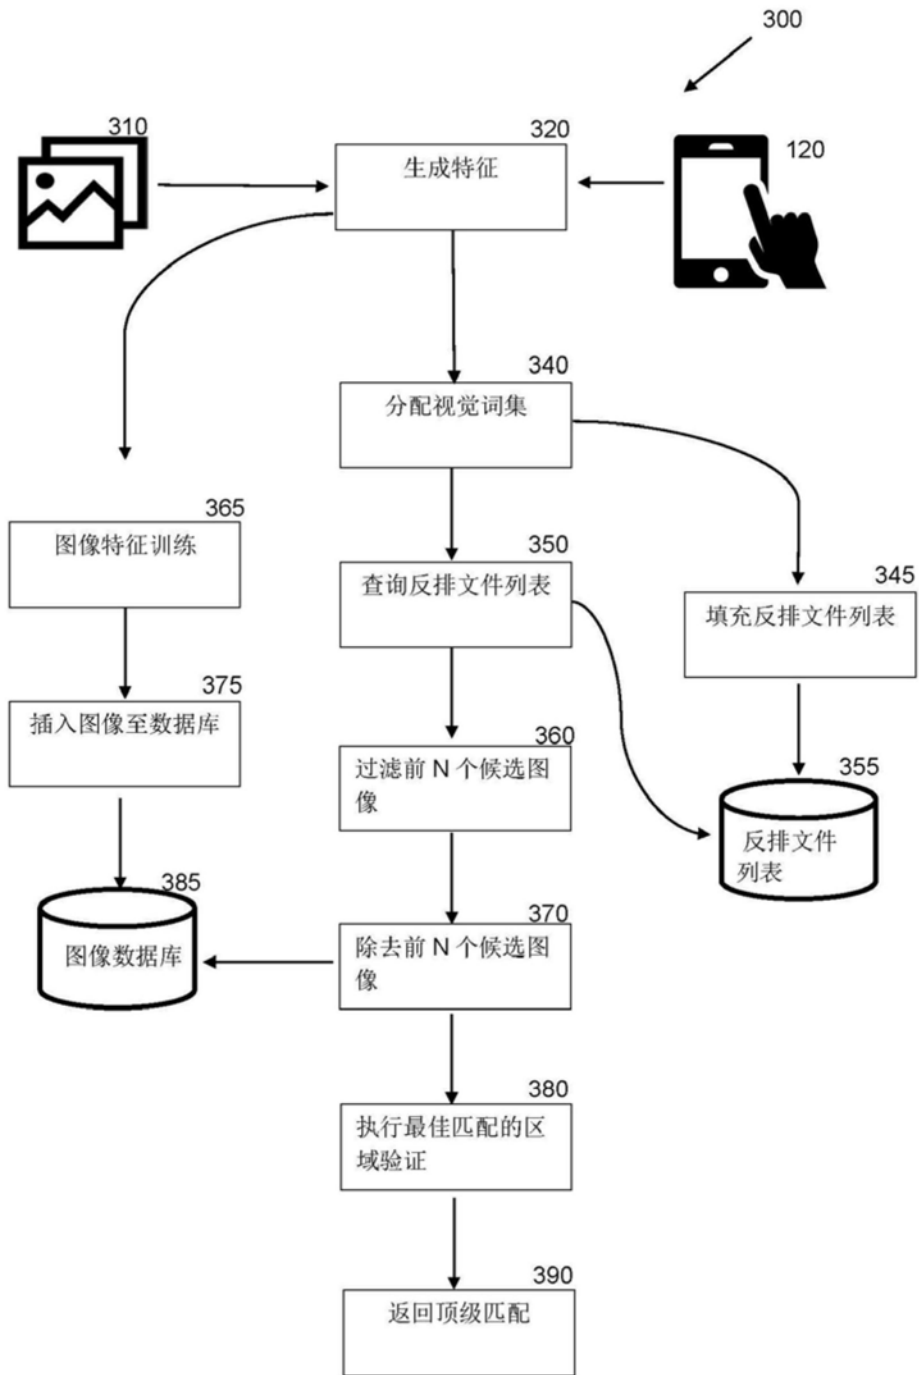 300
310
320
生成特征
120
340
分配视觉词集
365
图像特征训练
350
查询反排文件列表
345
填充反排文件列表
375
插入图像至数据库
360
过滤前 N 个候选图
像
355
反排文件
列表
385
图像数据库
370
除去前 N 个候选图
像
380
执行最佳匹配的区
域验证
390
返回顶级匹配